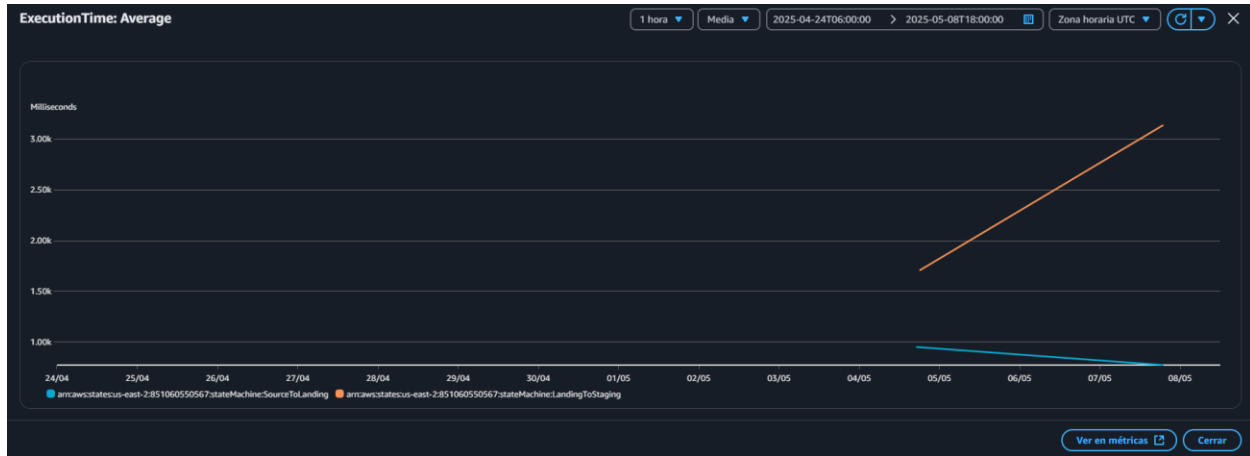 ExecutionTime: Average
1 hora
Media
2025-04-24T06:00:00 > 2025-05-08T18:00:00
Zona horaria UTC
Milliseconds
3.00k
2.50k
2.00k
1.50k
1.00k
24/04 25/04 26/04 27/04 28/04 29/04 30/04 01/05 02/05 03/05 04/05 05/05 06/05 07/05 08/05
arn:aws:states:us-east-2:851060550567:stateMachine:SourceToLanding arn:aws:states:us-east-2:851060550567:stateMachine:LandingToStaging
Ver en métricas
Cerrar